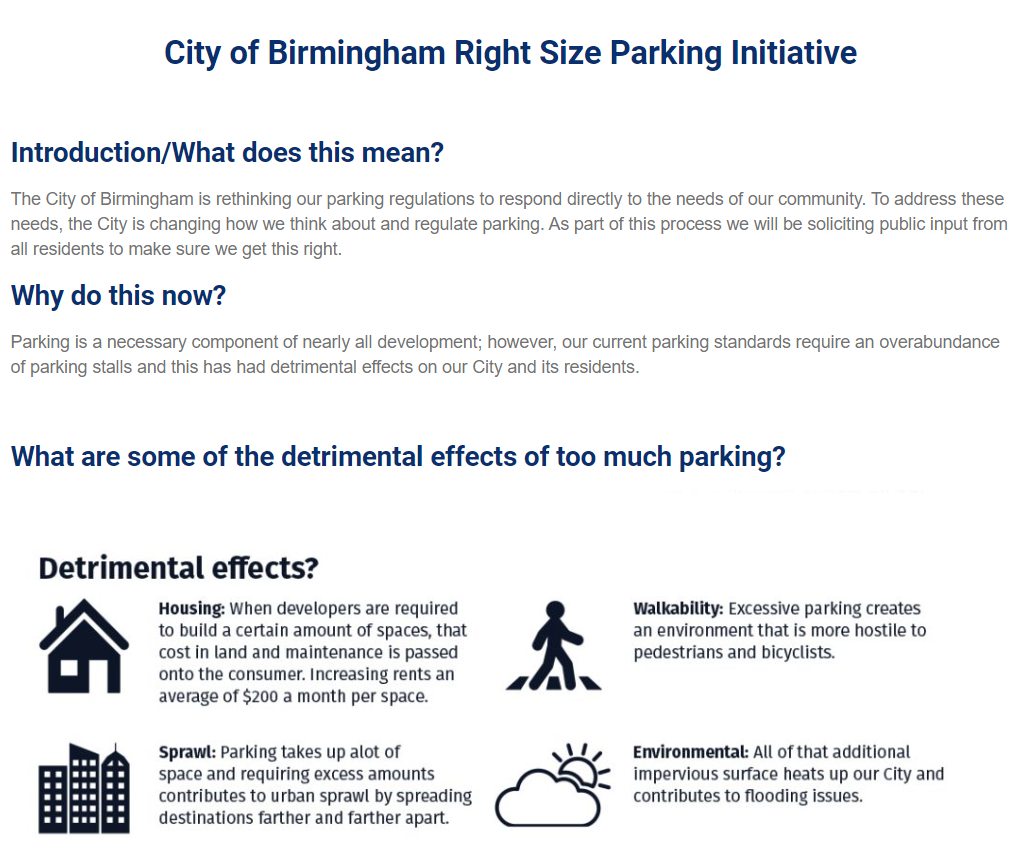 City of Birmingham Right Size Parking Initiative
Introduction/What does this mean?
The City of Birmingham is rethinking our parking regulations to respond directly to the needs of our community. To address these
needs, the City is changing how we think about and regulate parking. As part of this process we will be soliciting public input from
all residents to make sure we get this right.
Why do this now?
Parking is a necessary component of nearly all development; however, our current parking standards require an overabundance
of parking stalls and this has had detrimental effects on our City and its residents.
What are some of the detrimental effects of too much parking?
Detrimental effects?
Housing: When developers are required
to build a certain amount of spaces, that
cost in land and maintenance is passed
onto the consumer. Increasing rents an
average of $200 a month per space.
Walkability: Excessive parking creates
an environment that is more hostile to
pedestrians and bicyclists.
Sprawl: Parking takes up alot of
space and requiring excess amounts
contributes to urban sprawl by spreading
destinations farther and farther apart.
Environmental: All of that additional
impervious surface heats up our City and
contributes to flooding issues.